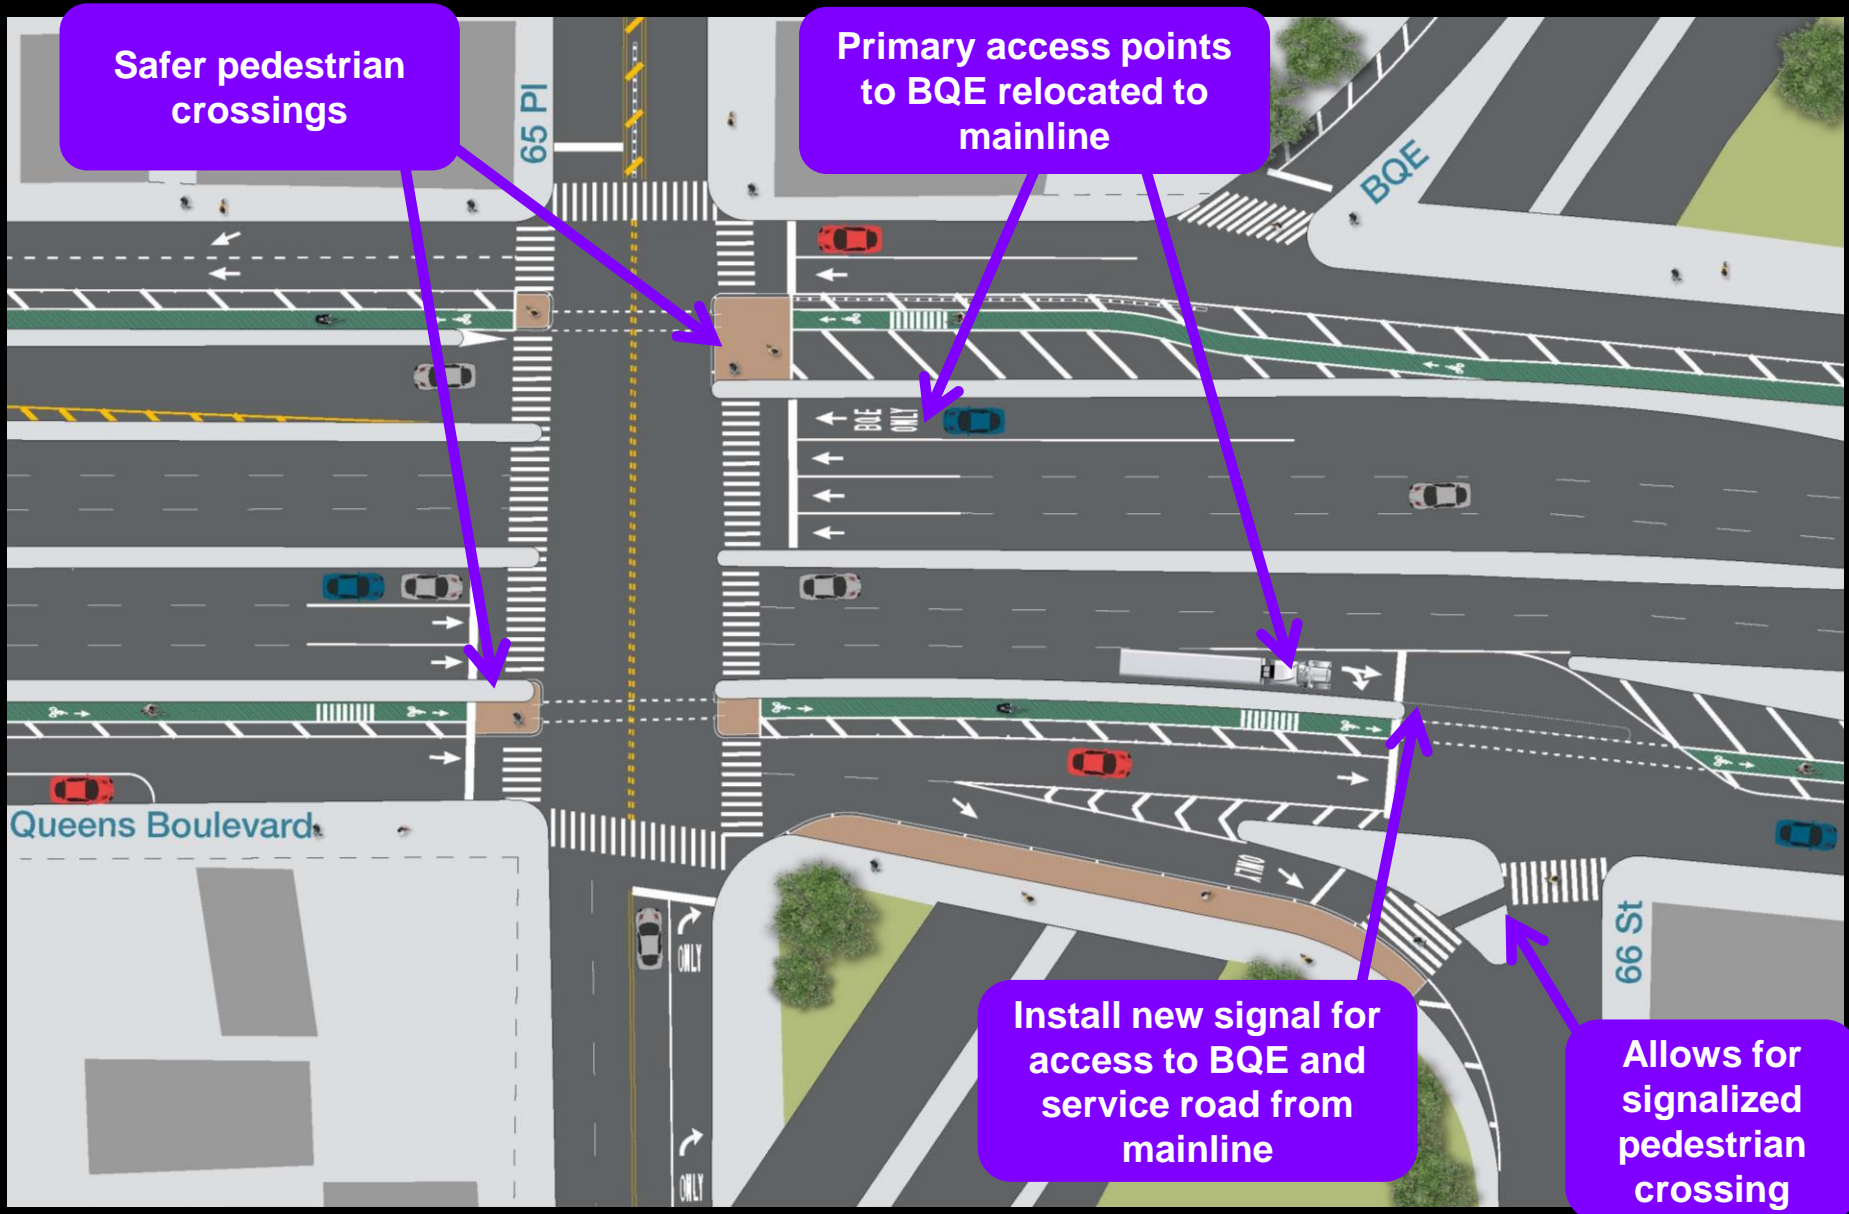 Safer pedestrian
crossings
65 Pl
Primary access points
to BQE relocated to
mainline
BQE
BQE
ONLY
Queens Boulevard
ONLY
ONLY
ONLY
66 St
Install new signal for
access to BQE and
service road from
mainline
Allows for
signalized
pedestrian
crossing